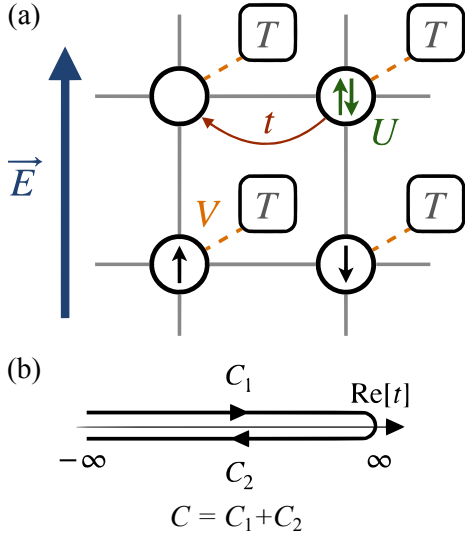 (a)
T T
t
U
E
V
T T
(b)
C1 Re[t]
−∞ ∞
C2
C = C1+C2